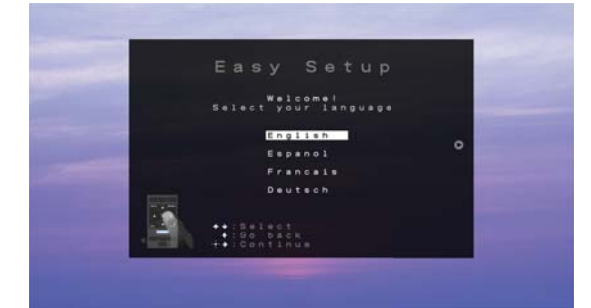 Easy Setup
Welcome!
Select your language
English
Espanol
Francais
Deutsch
:Select
:Go back
:Continue